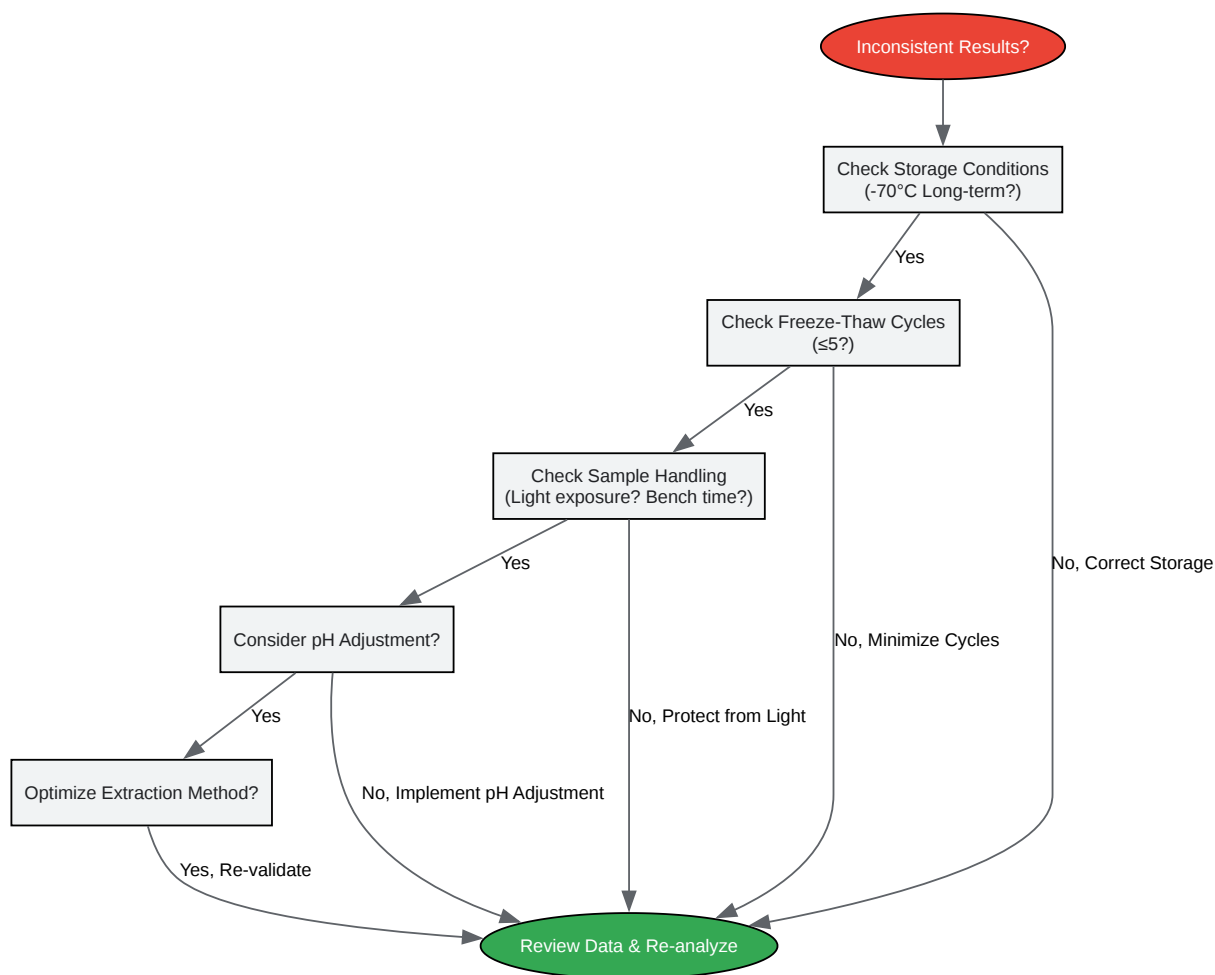 Inconsistent Results?
Check Storage Conditions
(-70°C Long-term?)
Yes
Check Freeze-Thaw Cycles
(≤5?)
Yes
Check Sample Handling
(Light exposure? Bench time?)
Yes
No, Correct Storage
Consider pH Adjustment?
No, Minimize Cycles
Yes
No, Protect from Light
Optimize Extraction Method?
No, Implement pH Adjustment
Yes, Re-validate
Review Data & Re-analyze